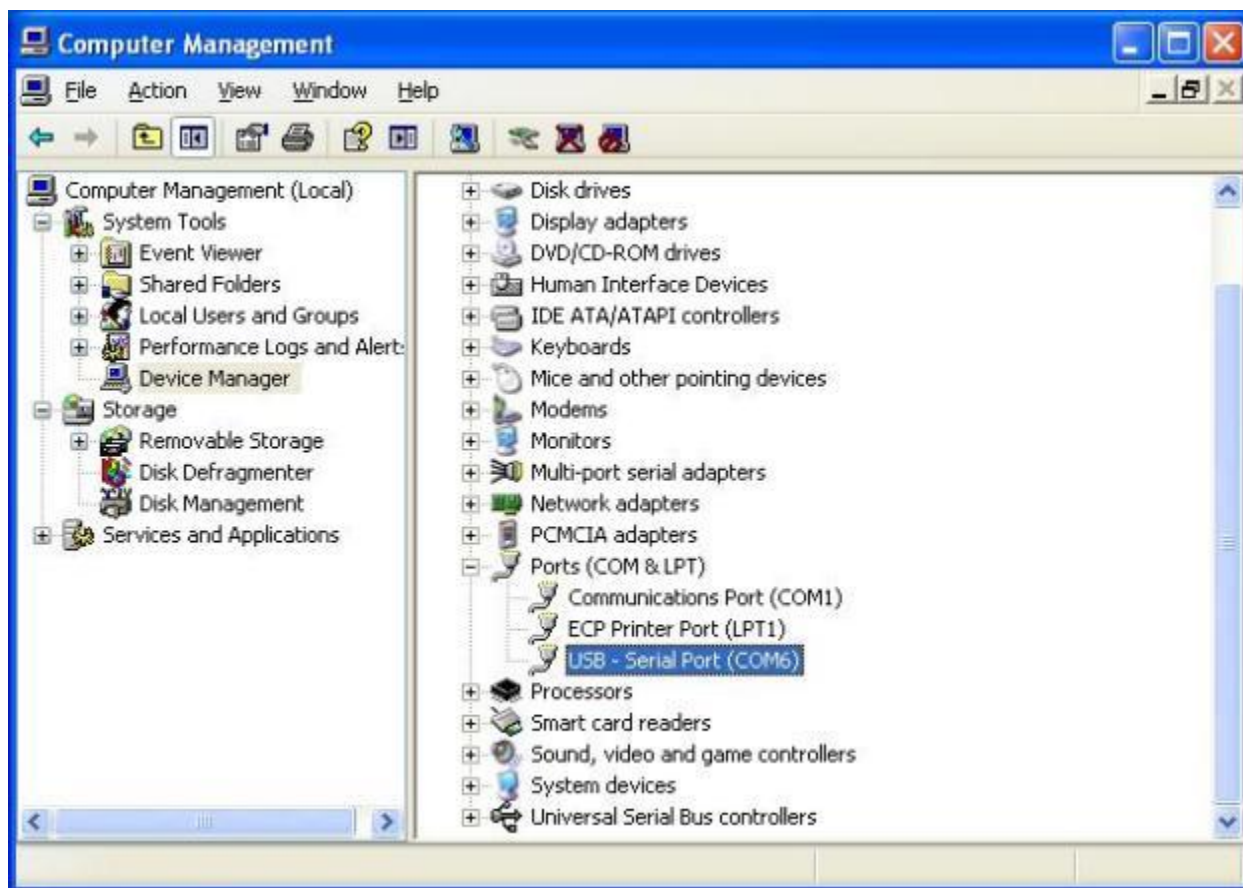 Computer Management
File Action View Window Help
Computer Management (Local)
System Tools
Event Viewer
Shared Folders
Local Users and Groups
Performance Logs and Alert
Device Manager
Storage
Removable Storage
Disk Defragmenter
Disk Management
Services and Applications
Disk drives
Display adapters
DVD/CD-ROM drives
Human Interface Devices
IDE ATA/ATAPI controllers
Keyboards
Mice and other pointing devices
Modems
Monitors
Multi-port serial adapters
Network adapters
PCMCIA adapters
Ports (COM & LPT)
Communications Port (COM1)
ECP Printer Port (LPT1)
USB - Serial Port (COM6)
Processors
Smart card readers
Sound, video and game controllers
System devices
Universal Serial Bus controllers